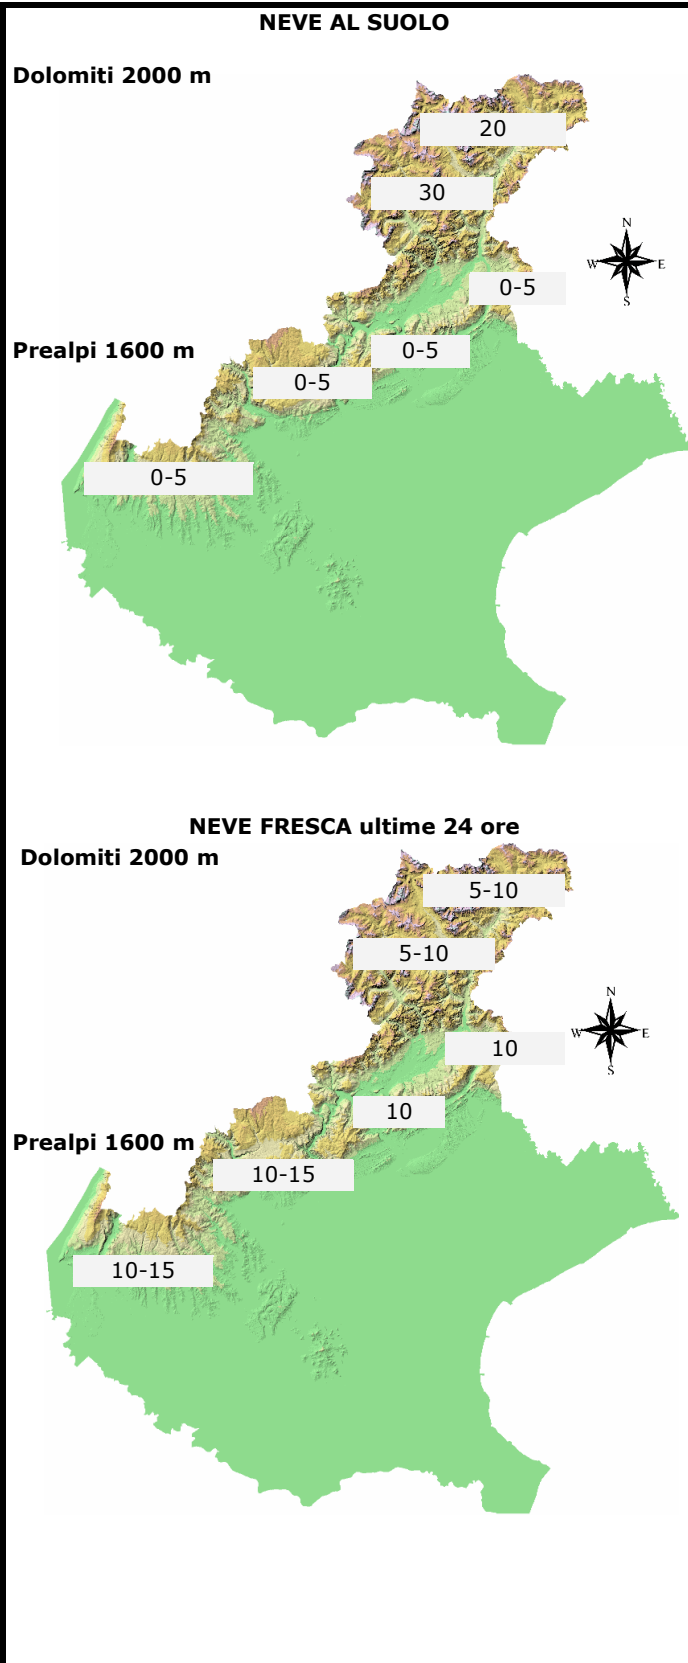 NEVE AL SUOLO
Dolomiti 2000 m
20
30
N
W E
S
0-5
Prealpi 1600 m
0-5
0-5
0-5
NEVE FRESCA ultime 24 ore
Dolomiti 2000 m
5-10
5-10
N
W E
S
10
10
Prealpi 1600 m
10-15
10-15